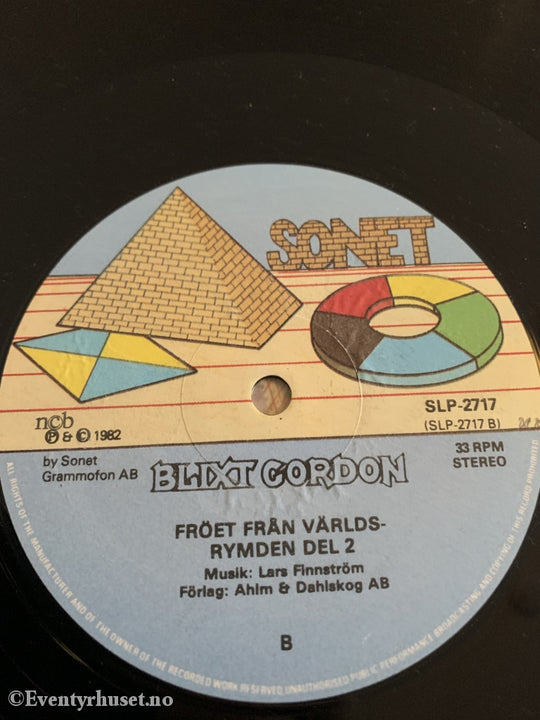 SONET
SLP-2717
(SLP-2717 B)
ncb
℗ & © 1982
by Sonet
Grammofon AB
BLIXT GORDON
33 RPM
STEREO
FRÖET FRÅN VÄRLDS-
RYMDEN DEL 2
Musik: Lars Finnström
Förlag: Ahlm & Dahlskog AB
B
ALL RIGHTS OF THE MANUFACTURER AND OF THE OWNER OF THE RECORDED WORK RESERVED. UNAUTHORISED PUBLIC PERFORMANCE BROADCASTING AND COPYING OF THIS RECORD PROHIBITED
©Eventyrhuset.no